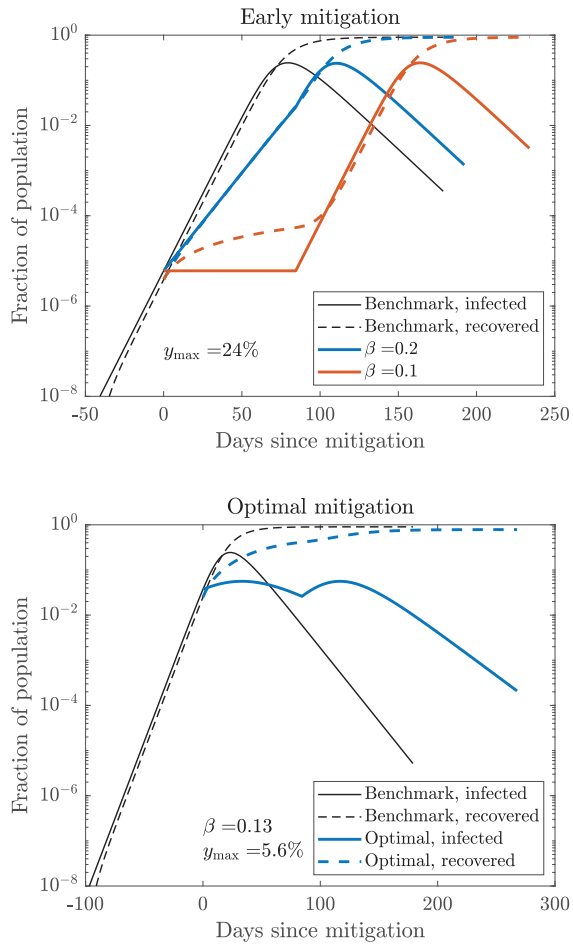 Early mitigation
Fraction of population
10^0
10^-2
10^-4
10^-6
10^-8
y_max =24%
Benchmark, infected
Benchmark, recovered
β =0.2
β =0.1
-50
0
50
100
150
200
250
Days since mitigation
Optimal mitigation
Fraction of population
10^0
10^-2
10^-4
10^-6
10^-8
β =0.13
y_max =5.6%
Benchmark, infected
Benchmark, recovered
Optimal, infected
Optimal, recovered
-100
0
100
200
300
Days since mitigation